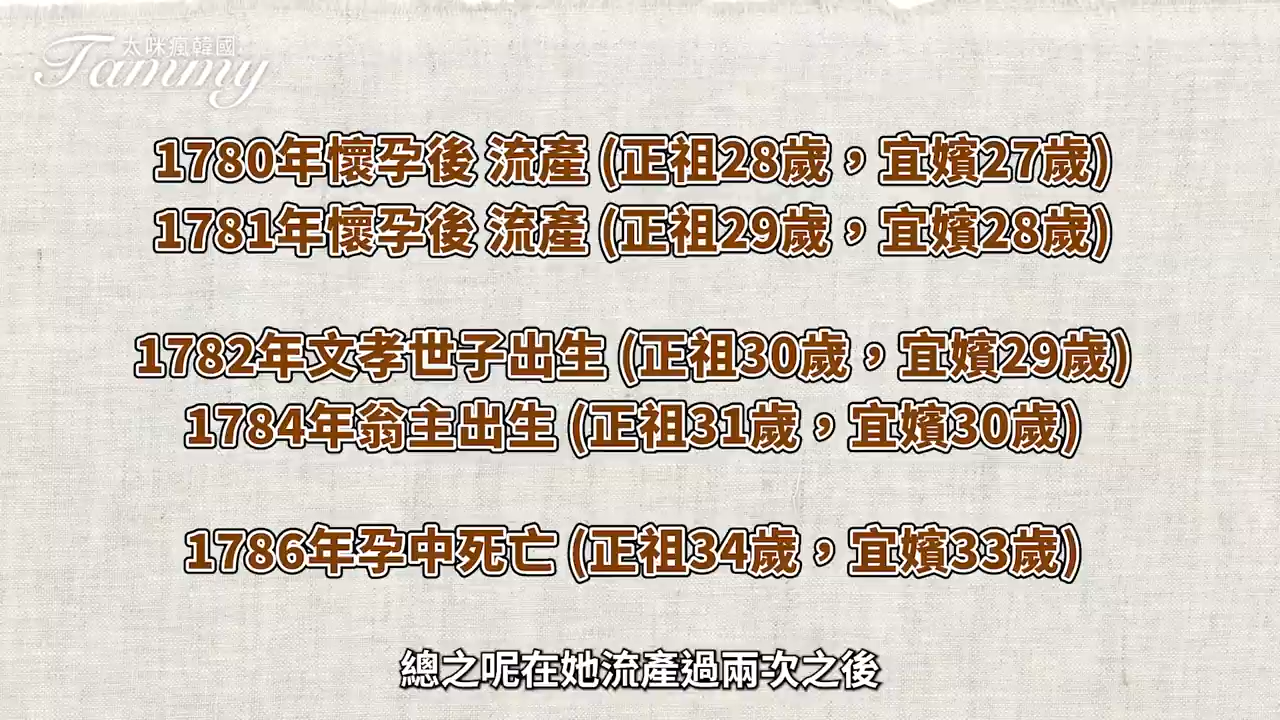 太咪瘋韓國
Tammy
1780年懷孕後 流產 (正祖28歲，宜嬪27歲)
1781年懷孕後 流產 (正祖29歲，宜嬪28歲)
1782年文孝世子出生 (正祖30歲，宜嬪29歲)
1784年翁主出生 (正祖31歲，宜嬪30歲)
1786年孕中死亡 (正祖34歲，宜嬪33歲)
總之呢在她流產過兩次之後